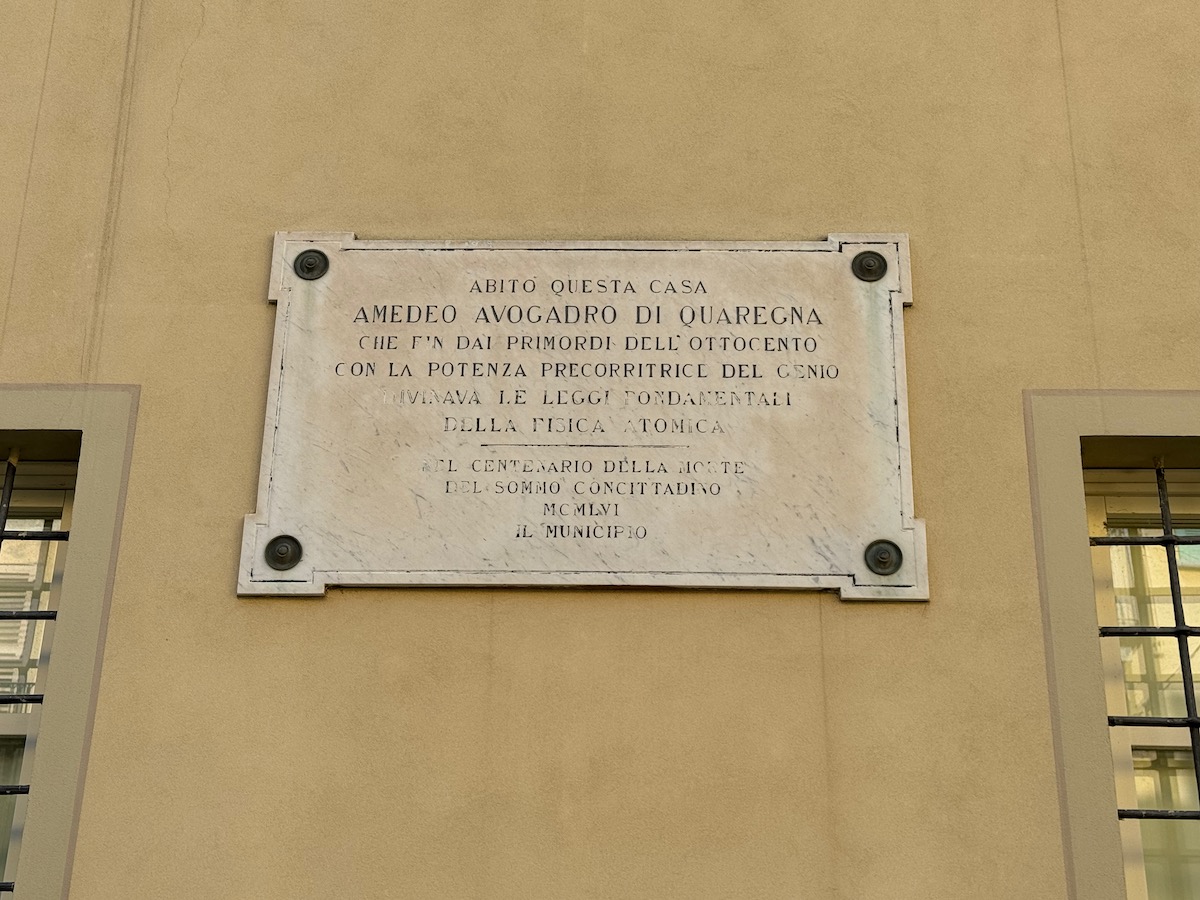 ABITÒ QUESTA CASA
AMEDEO AVOGADRO DI QUAREGNA
CHE FIN DAI PRIMORDI DELL'OTTOCENTO
CON LA POTENZA PRECORRITRICE DEL GENIO
DIVINAVA LE LEGGI FONDAMENTALI
DELLA FISICA ATOMICA
NEL CENTENARIO DELLA MORTE
DEL SOMMO CONCITTADINO
MCMLVI
IL MUNICIPIO